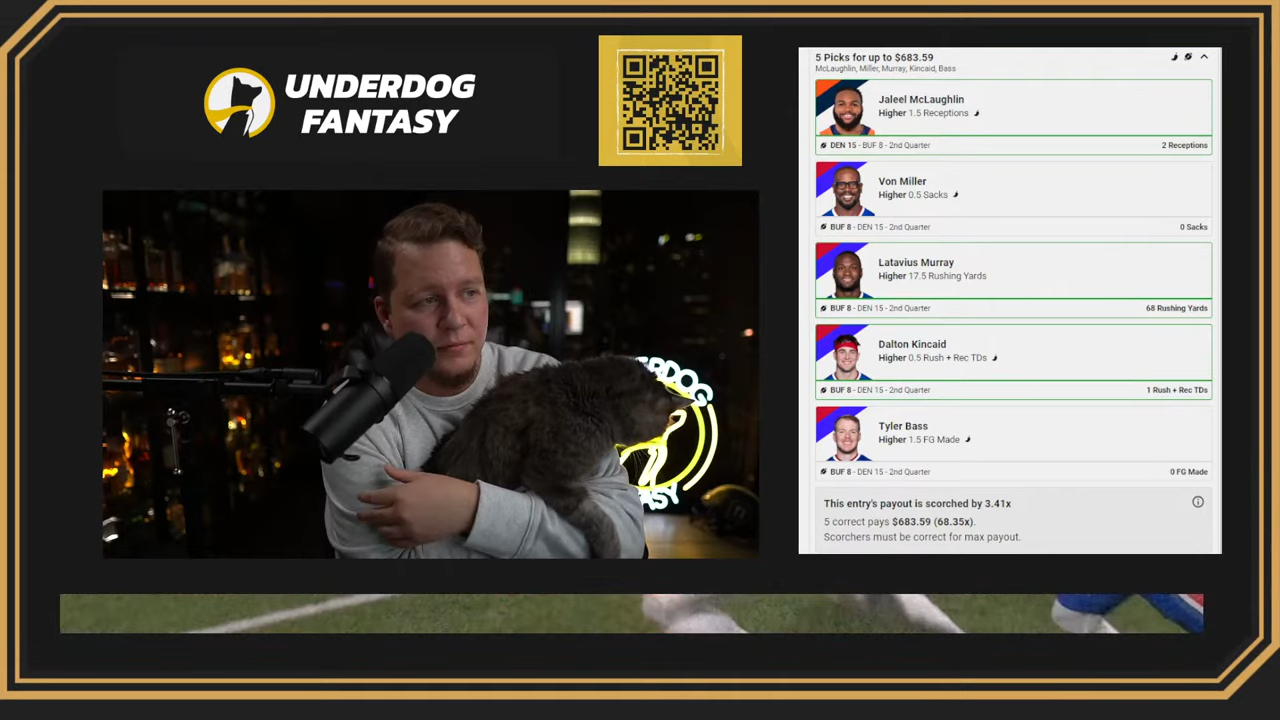 UNDERDOG
FANTASY
5 Picks for up to $683.59
McLaughlin, Miller, Murray, Kincaid, Bass
Jaleel McLaughlin
Higher 1.5 Receptions
DEN 15 - BUF 8 - 2nd Quarter
2 Receptions
Von Miller
Higher 0.5 Sacks
BUF 8 - DEN 15 - 2nd Quarter
0 Sacks
Latavius Murray
Higher 17.5 Rushing Yards
BUF 8 - DEN 15 - 2nd Quarter
68 Rushing Yards
Dalton Kincaid
Higher 0.5 Rush + Rec TDs
BUF 8 - DEN 15 - 2nd Quarter
1 Rush + Rec TDs
Tyler Bass
Higher 1.5 FG Made
BUF 8 - DEN 15 - 2nd Quarter
0 FG Made
This entry's payout is scorched by 3.41x
5 correct pays $683.59 (68.35x).
Scorchers must be correct for max payout.